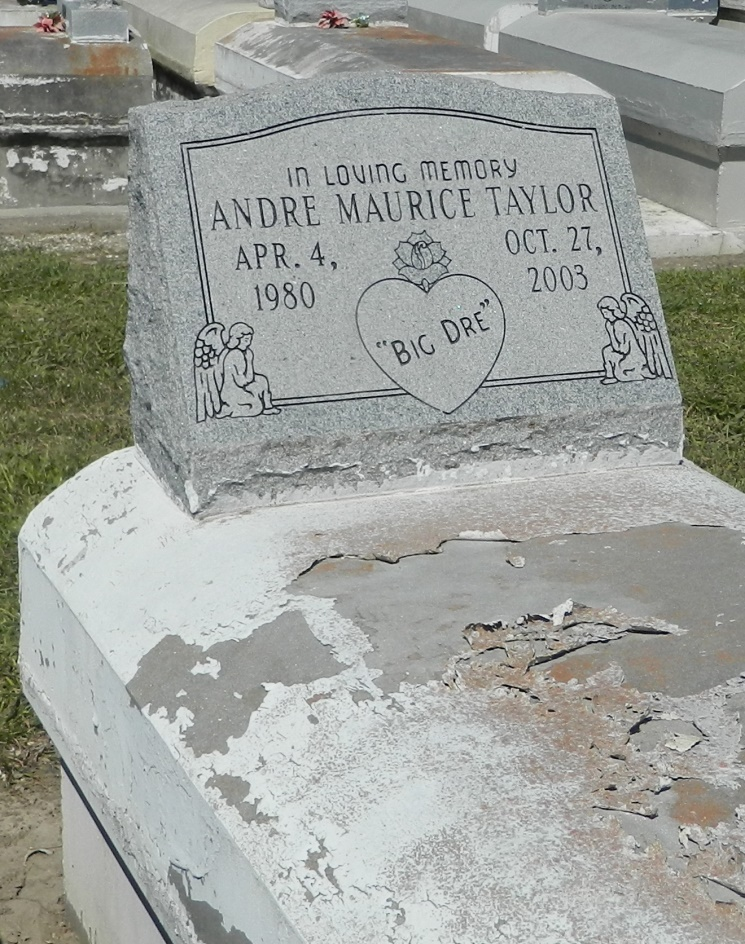 IN LOVING MEMORY
ANDRE MAURICE TAYLOR
APR. 4,
1980
OCT. 27,
2003
"BIG DRE"